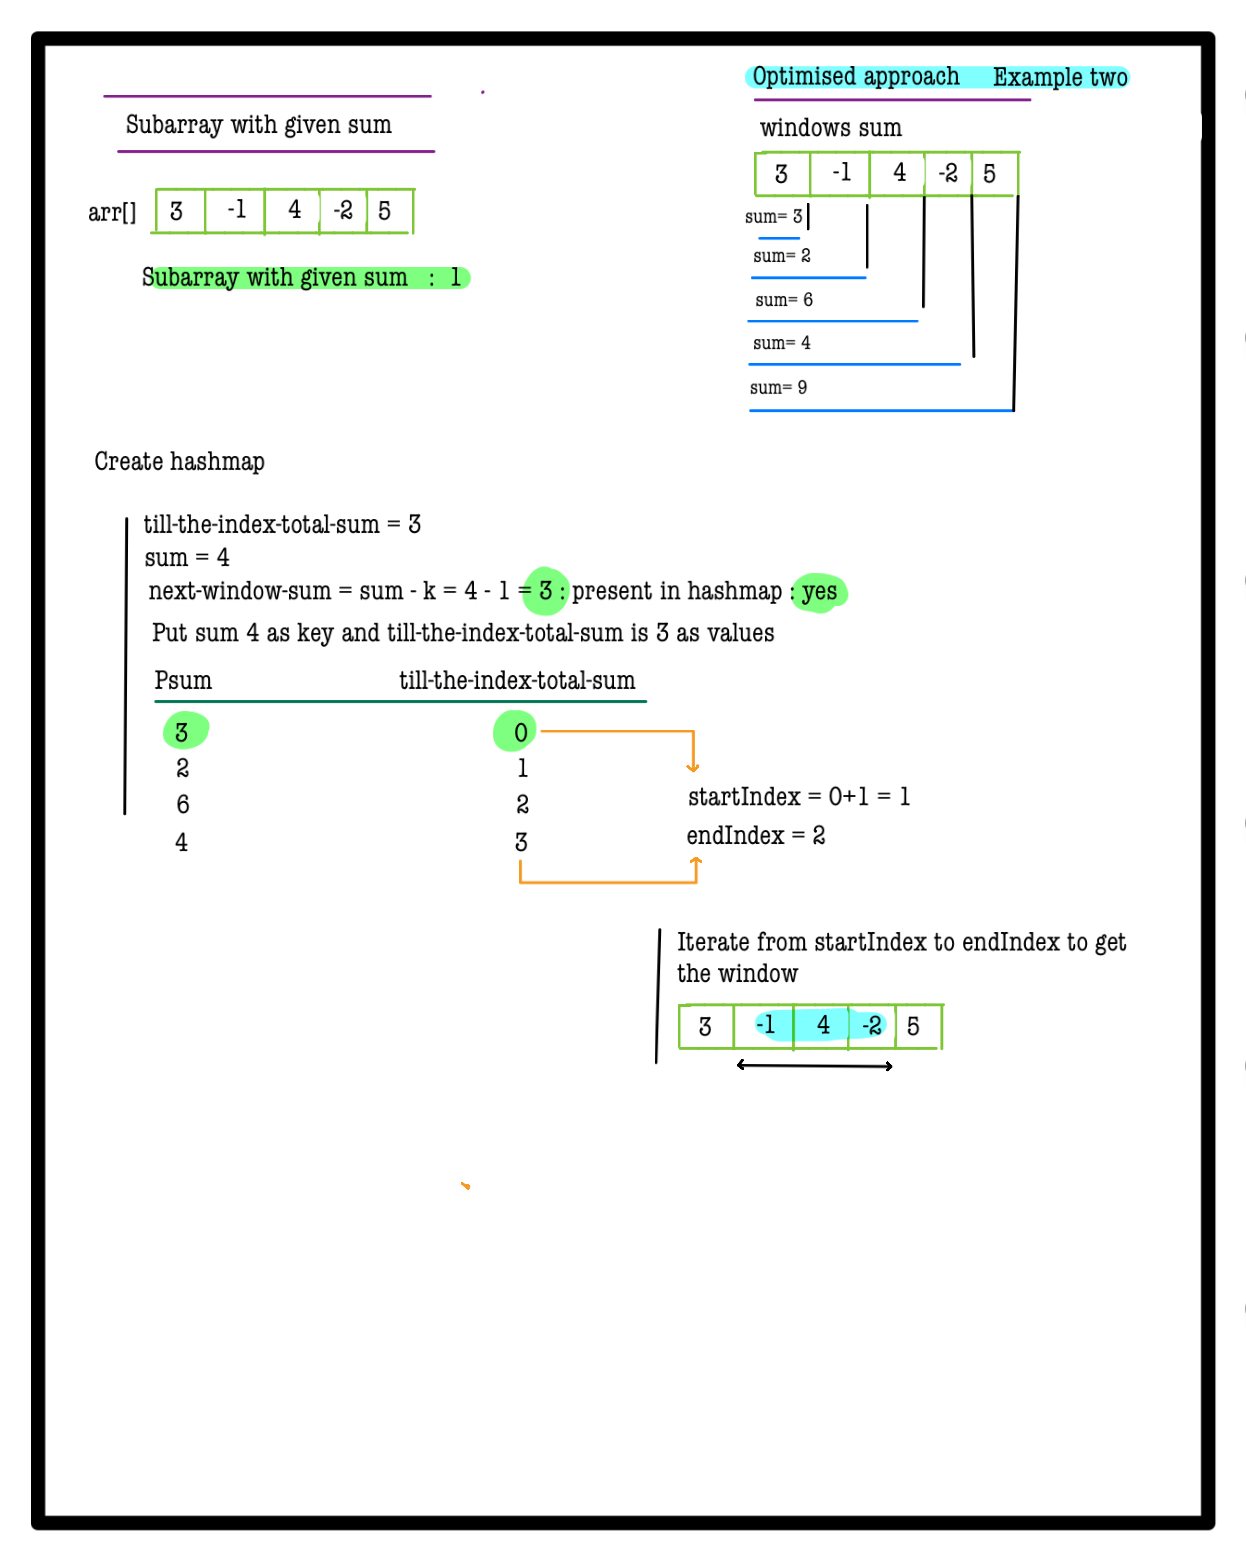 Subarray with given sum
arr[] 3 -1 4 -2 5
Subarray with given sum : 1
Optimised approach Example two
windows sum
3 -1 4 -2 5
sum= 3
sum= 2
sum= 6
sum= 4
sum= 9
Create hashmap
till-the-index-total-sum = 3
sum = 4
next-window-sum = sum - k = 4 - 1 = 3 : present in hashmap : yes
Put sum 4 as key and till-the-index-total-sum is 3 as values
Psum till-the-index-total-sum
3 0
2 1
6 2
4 3
startIndex = 0+1 = 1
endIndex = 2
Iterate from startIndex to endIndex to get
the window
3 -1 4 -2 5